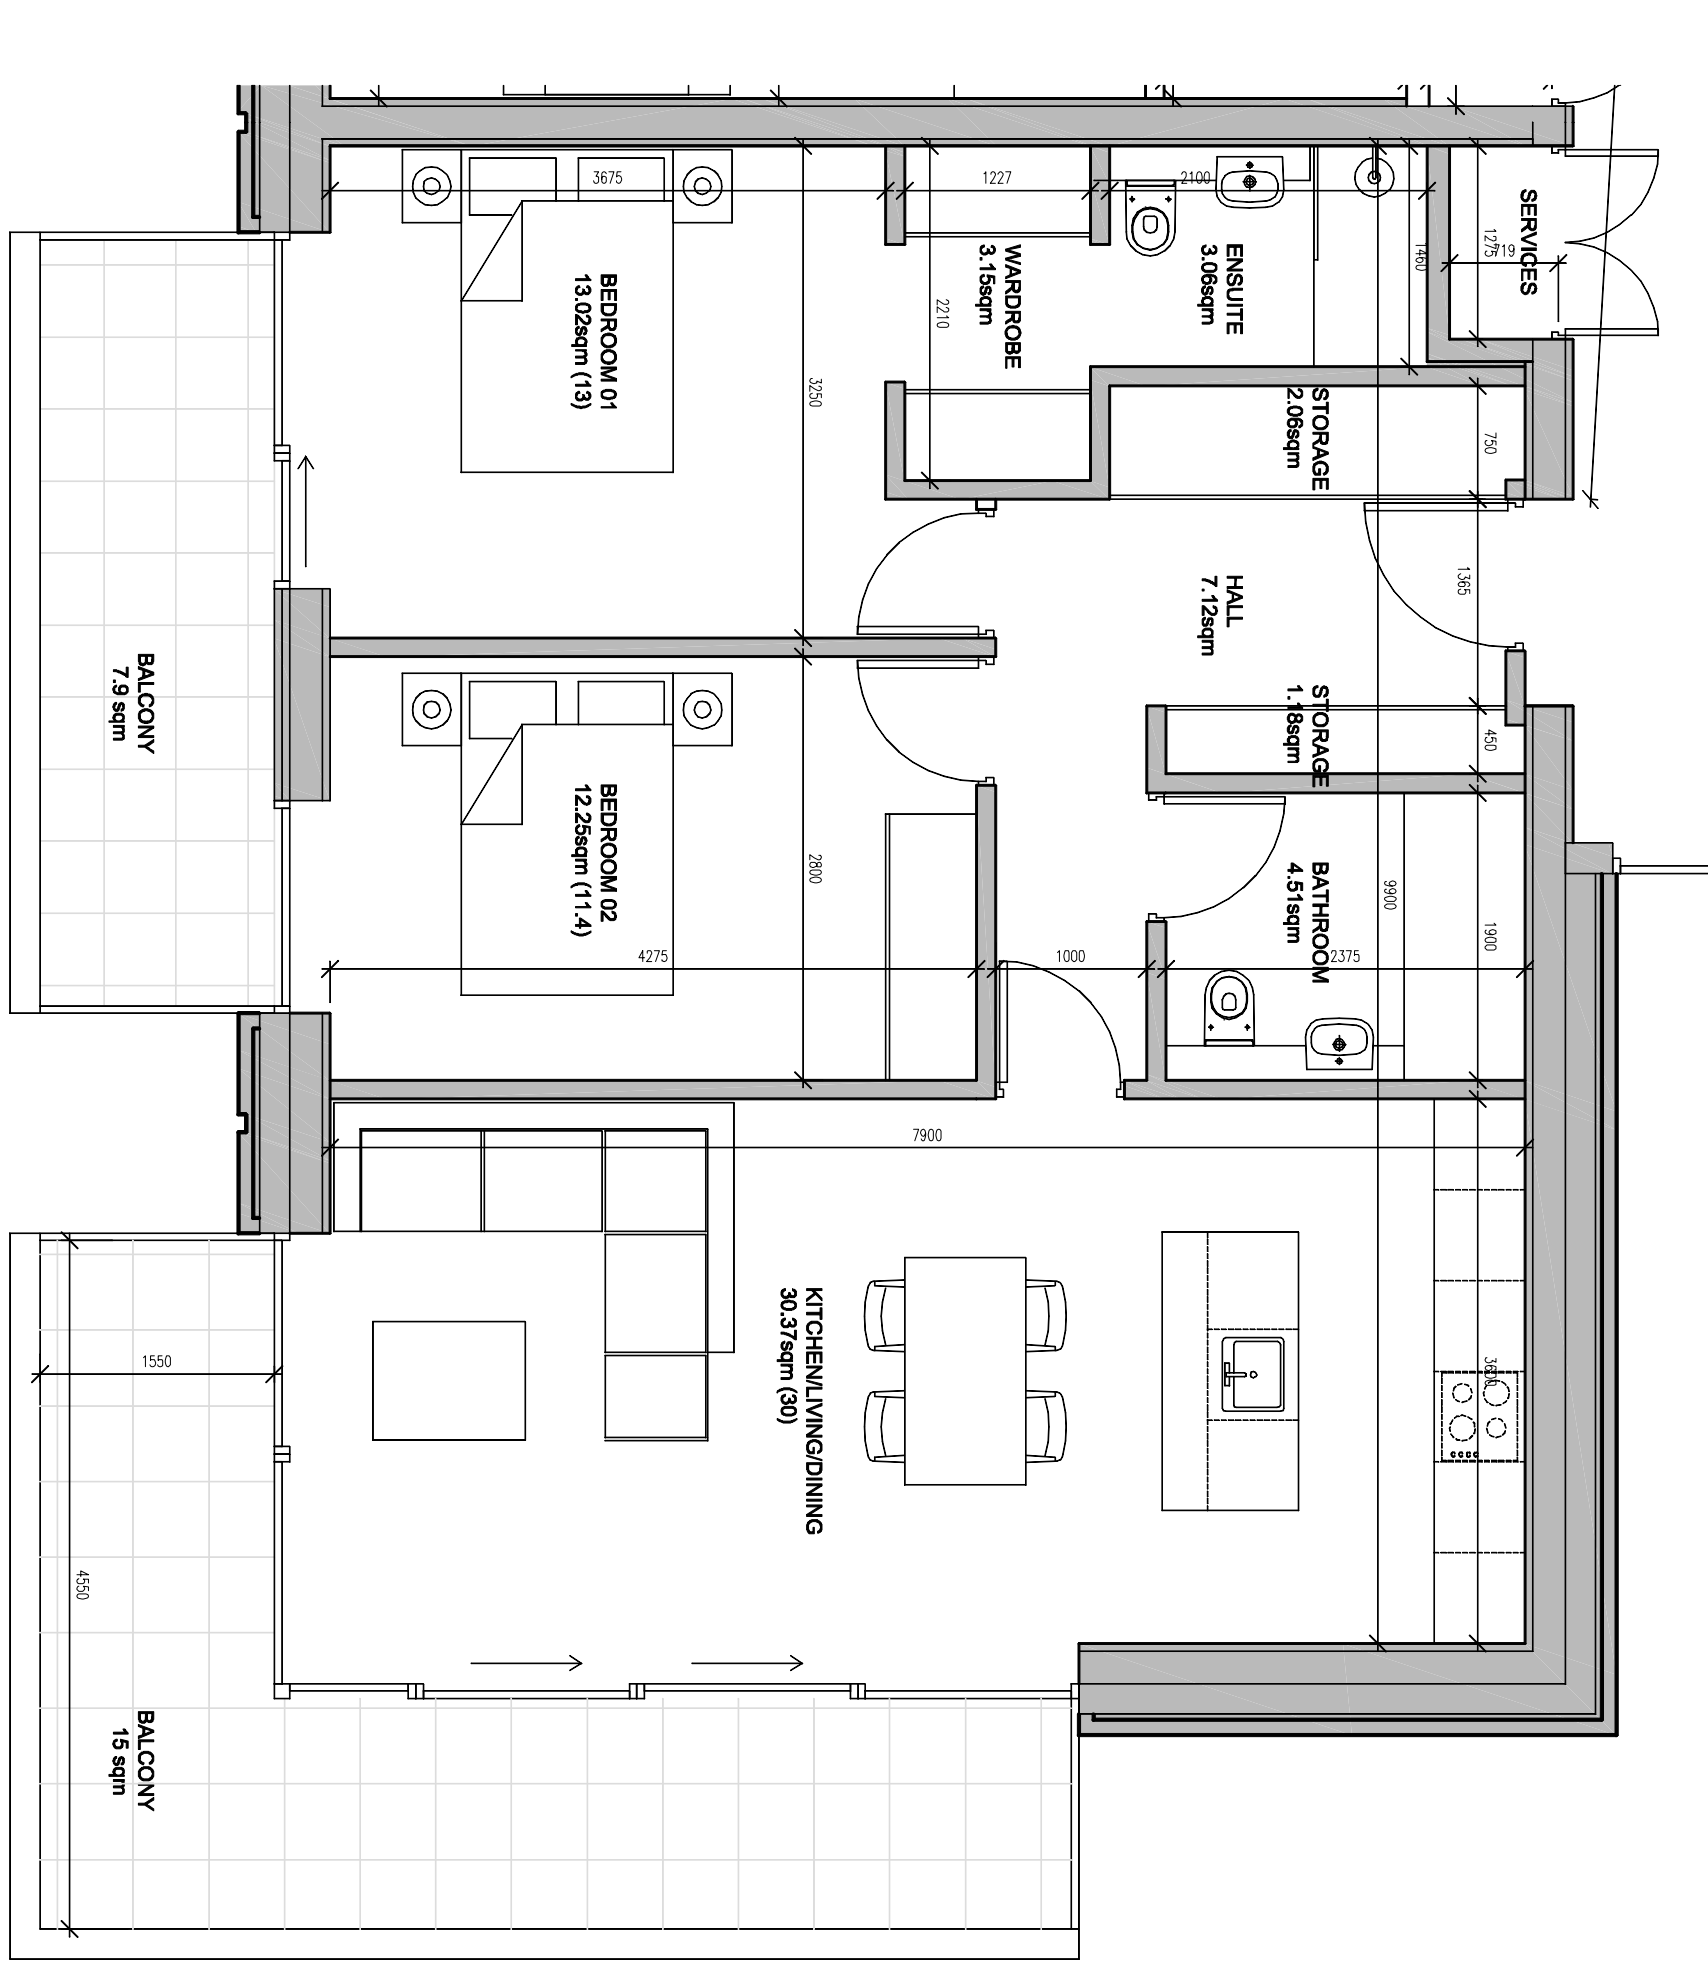 3675
1227
2100
SERVICES
1275
719
1460
ENSUITE
3.06sqm
WARDROBE
3.15sqm
2210
BEDROOM 01
13.02sqm (13)
3250
STORAGE
2.06sqm
750
1365
HALL
7.12sqm
BALCONY
7.9 sqm
STORAGE
1.18sqm
450
BEDROOM 02
12.25sqm (11.4)
2800
BATHROOM
4.51sqm
9900
1900
4275
1000
2375
7900
KITCHEN/LIVING/DINING
30.37sqm (30)
1550
3600
4550
BALCONY
15 sqm